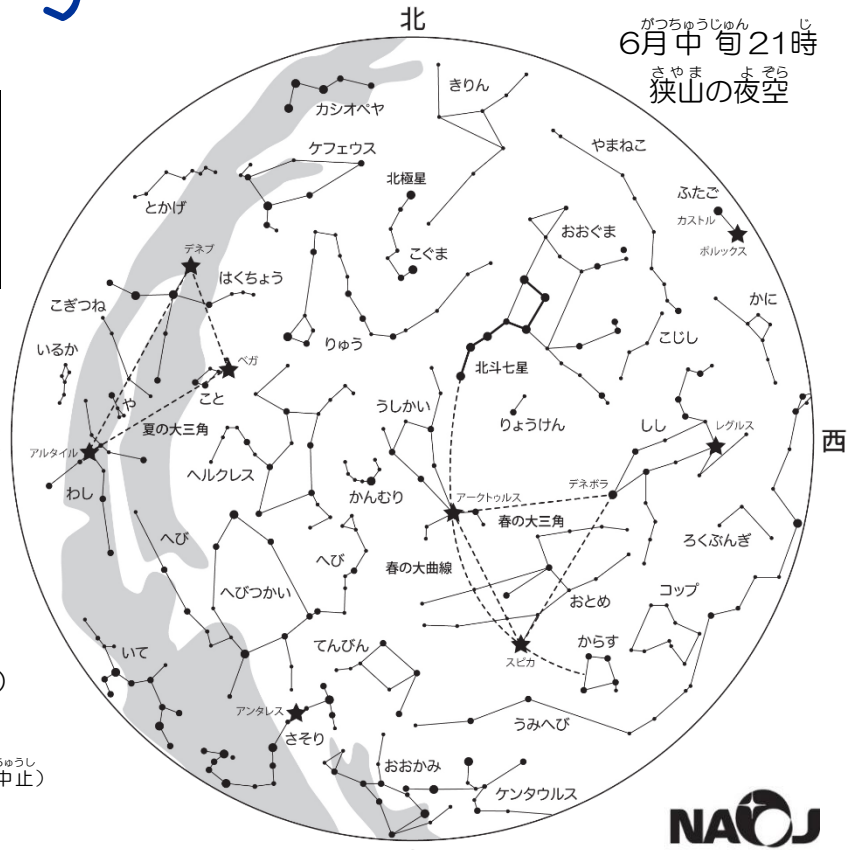 北
がつちゅうじゅん じ
6月中旬21時
さやま よぞら
狭山の夜空
きりん
カシオペヤ
やまねこ
ケフェウス
北極星
ふたご
カストル
ポルックス
とかげ
おおぐま
デネブ
こぐま
はくちょう
こぎつね
かに
りゅう
こじし
いるか
ベガ
北斗七星
こと
や
うしかい
りょうけん
しし
レグルス
夏の大三角
西
アルタイル
ヘルクレス
デネボラ
わし
かんむり
アークトゥルス
春の大三角
へび
ろくぶんぎ
へび
春の大曲線
へびつかい
おとめ
コップ
いて
てんびん
からす
スピカ
アンタレス
さそり
うみへび
おおかみ
ケンタウルス
ゅうし
中止）
NAOJ